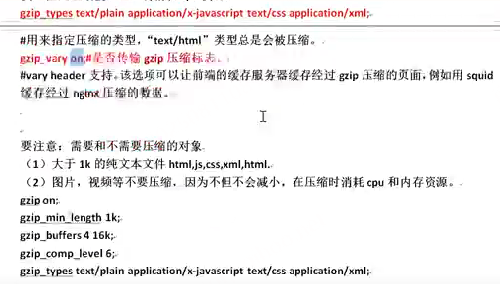 gzip_types text/plain application/x-javascript text/css application/xml;
#用来指定压缩的类型，“text/html”类型总是会被压缩。
gzip_vary on;#是否传输 gzip 压缩标志。
#vary header 支持。该选项可以让前端的缓存服务器缓存经过 gzip 压缩的页面，例如用 squid
缓存经过 nginx 压缩的数据。
要注意：需要和不需要压缩的对象
（1）大于 1k 的纯文本文件 html,js,css,xml,html.
（2）图片，视频等不要压缩，因为不但不会减小，在压缩时消耗 cpu 和内存资源。
gzip on;
gzip_min_length 1k;
gzip_buffers 4 16k;
gzip_comp_level 6;
gzip_types text/plain application/x-javascript text/css application/xml;